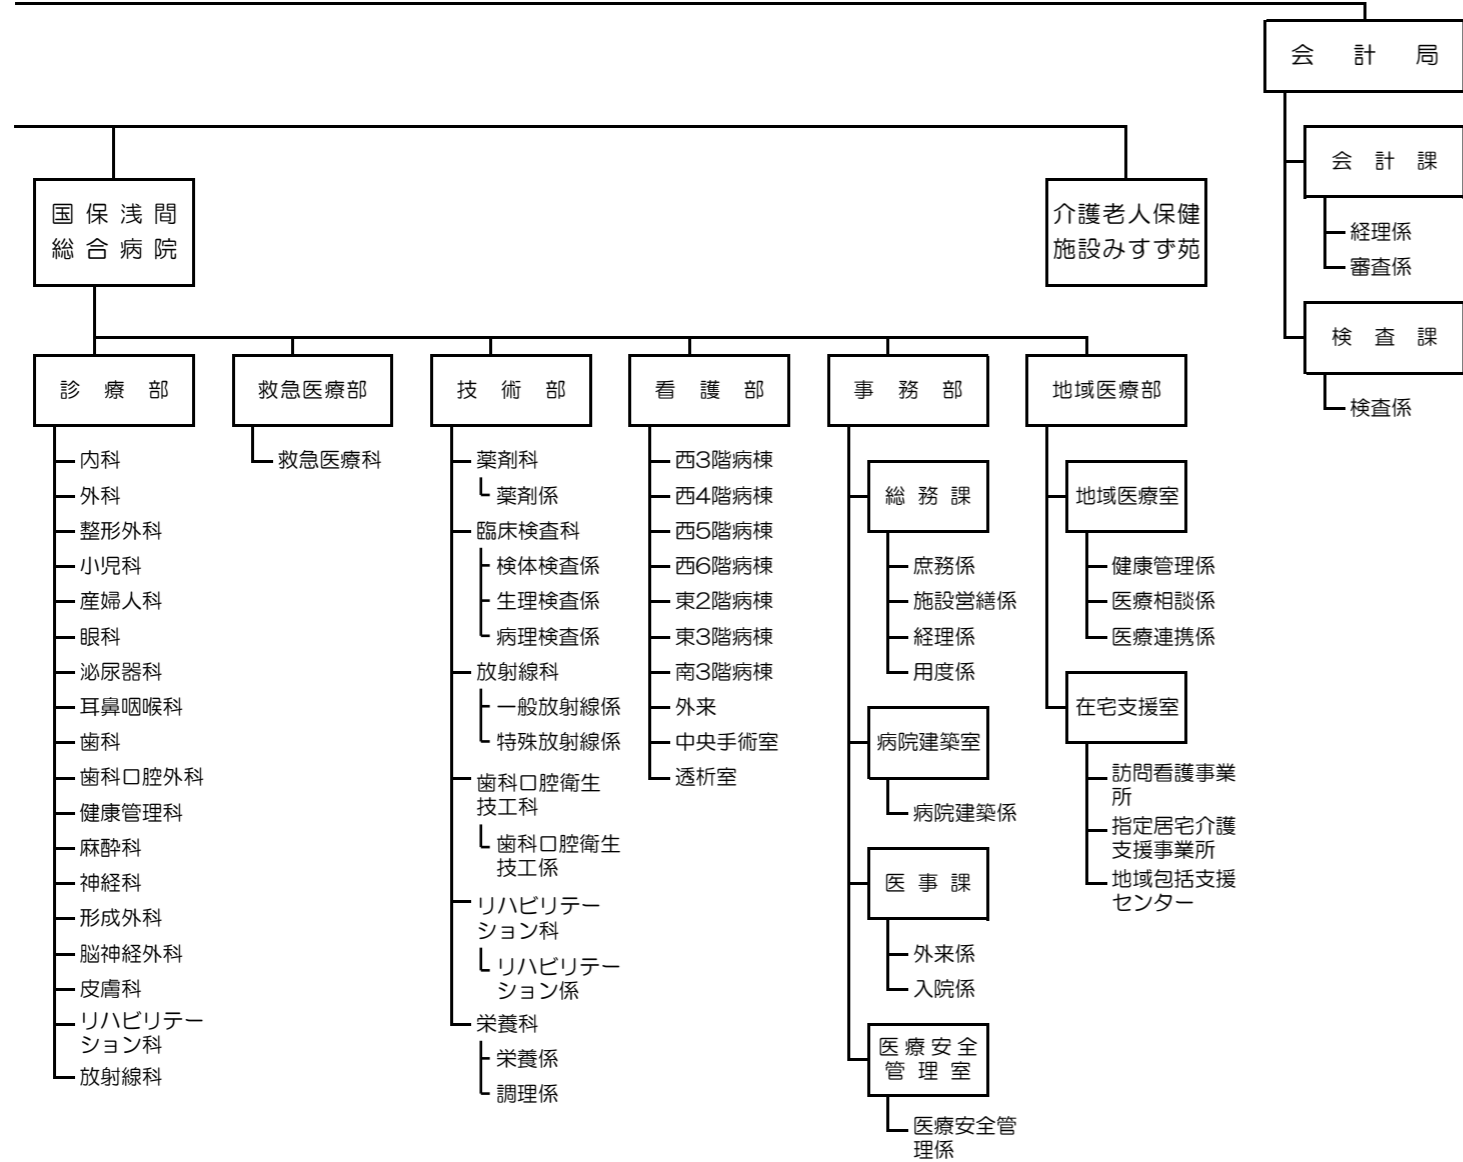 会計局
会計課
経理係
審査係
検査課
検査係
国保浅間
総合病院
介護老人保健
施設みすず苑
診療部
内科
外科
整形外科
小児科
産婦人科
眼科
泌尿器科
耳鼻咽喉科
歯科
歯科口腔外科
健康管理科
麻酔科
神経科
形成外科
脳神経外科
皮膚科
リハビリテー
ション科
放射線科
救急医療部
救急医療科
技術部
薬剤科
薬剤係
臨床検査科
検体検査係
生理検査係
病理検査係
放射線科
一般放射線係
特殊放射線係
歯科口腔衛生
技工科
歯科口腔衛生
技工係
リハビリテー
ション科
リハビリテー
ション係
栄養科
栄養係
調理係
看護部
西3階病棟
西4階病棟
西5階病棟
西6階病棟
東2階病棟
東3階病棟
南3階病棟
外来
中央手術室
透析室
事務部
総務課
庶務係
施設営繕係
経理係
用度係
病院建築室
病院建築係
医事課
外来係
入院係
医療安全
管理室
医療安全管
理係
地域医療部
地域医療室
健康管理係
医療相談係
医療連携係
在宅支援室
訪問看護事業
所
指定居宅介護
支援事業所
地域包括支援
センター